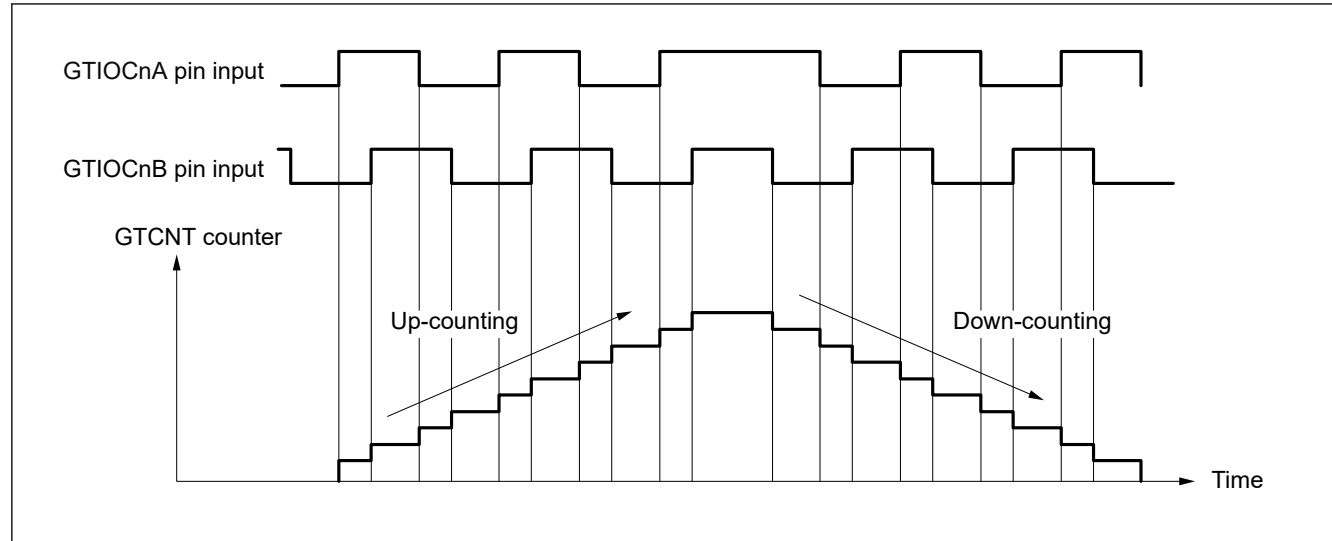 GTIOCnA pin input
GTIOCnB pin input
GTCNT counter
Up-counting
Down-counting
Time